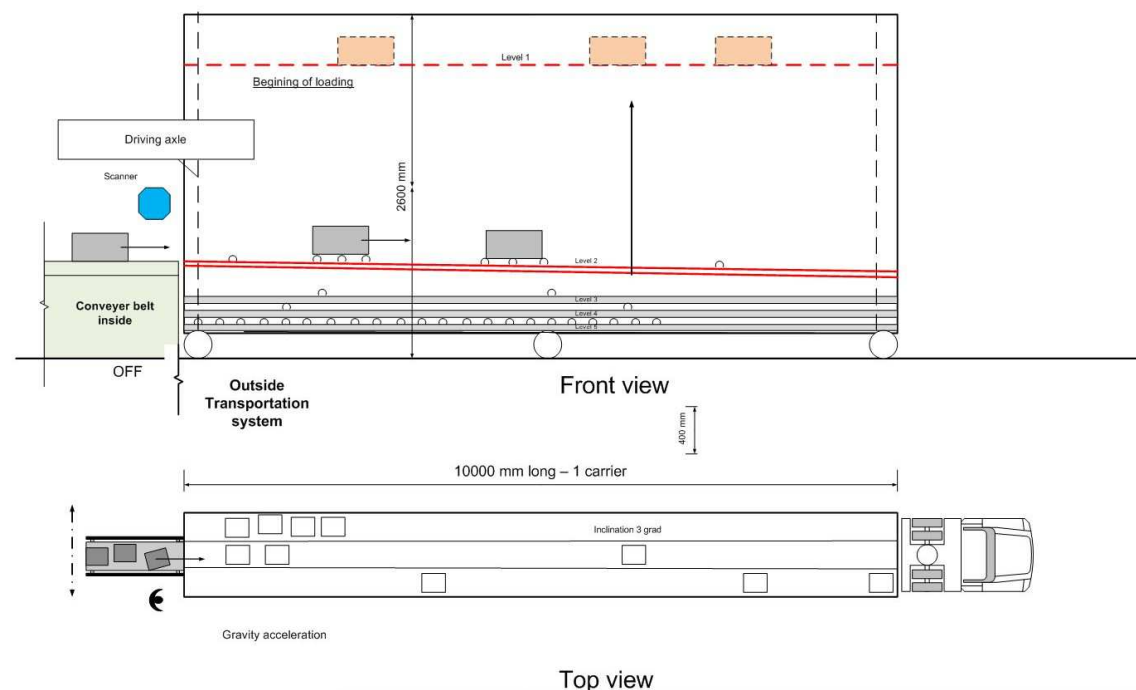 Level 1
Begining of loading
Driving axle
Scanner
2600 mm
Level 2
Conveyer belt
inside
Level 3
Level 4
Level 5
OFF
Outside
Transportation
system
Front view
400 mm
10000 mm long – 1 carrier
Inclination 3 grad
Gravity acceleration
Top view